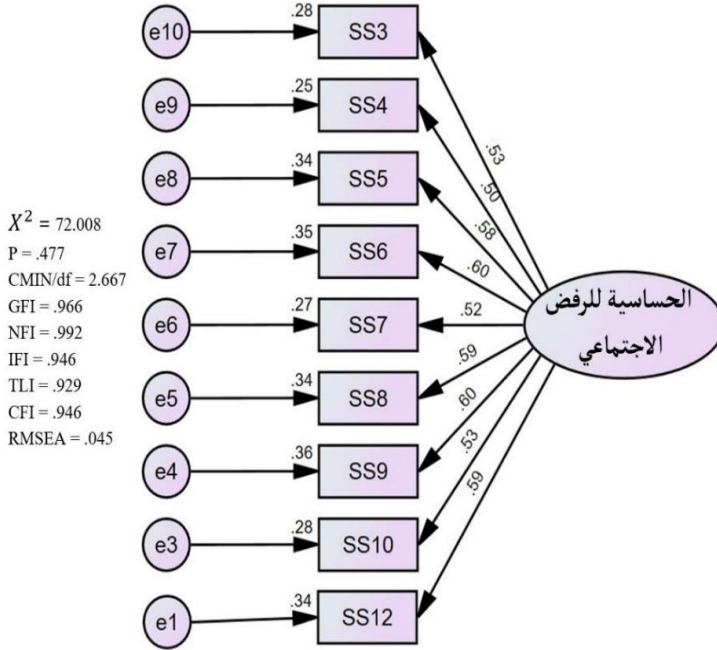 e10
.28
SS3
.53
e9
.25
SS4
.50
e8
.34
SS5
.58
e7
.35
SS6
.60
e6
.27
SS7
.52
e5
.34
SS8
.59
e4
.36
SS9
.60
e3
.28
SS10
.53
e1
.34
SS12
.59
X² = 72.008
P = .477
CMIN/df = 2.667
GFI = .966
NFI = .992
IFI = .946
TLI = .929
CFI = .946
RMSEA = .045
الحساسية للرفض
الاجتماعي